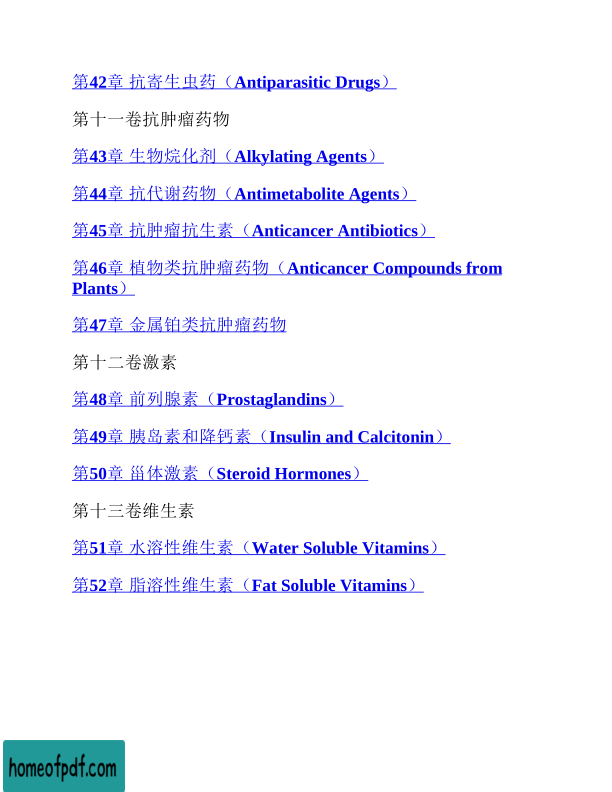 第42章 抗寄生虫药（Antiparasitic Drugs）
第十一卷抗肿瘤药物
第43章 生物烷化剂（Alkylating Agents）
第44章 抗代谢药物（Antimetabolite Agents）
第45章 抗肿瘤抗生素（Anticancer Antibiotics）
第46章 植物类抗肿瘤药物（Anticancer Compounds from
Plants）
第47章 金属铂类抗肿瘤药物
第十二卷激素
第48章 前列腺素（Prostaglandins）
第49章 胰岛素和降钙素（Insulin and Calcitonin）
第50章 甾体激素（Steroid Hormones）
第十三卷维生素
第51章 水溶性维生素（Water Soluble Vitamins）
第52章 脂溶性维生素（Fat Soluble Vitamins）
homeofpdf.com